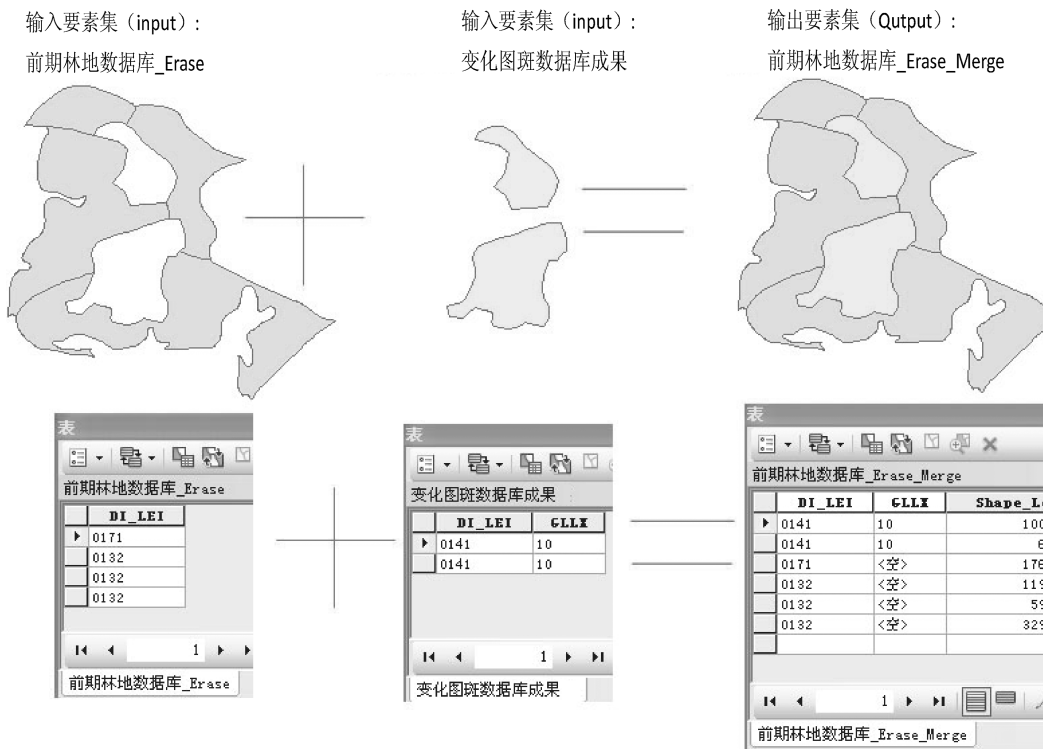 输入要素集（input）:
前期林地数据库_Erase
输入要素集（input）:
变化图斑数据库成果
输出要素集（Qutput）:
前期林地数据库_Erase_Merge
表
前期林地数据库_Erase
DI_LEI
0171
0132
0132
0132
1
前期林地数据库_Erase
表
变化图斑数据库成果
DI_LEI GLLX
0141 10
0141 10
1
变化图斑数据库成果
表
前期林地数据库_Erase_Merge
DI_LEI GLLX Shape_Le
0141 10 100
0141 10 6
0171 <空> 176
0132 <空> 119
0132 <空> 59
0132 <空> 329
1
前期林地数据库_Erase_Merge